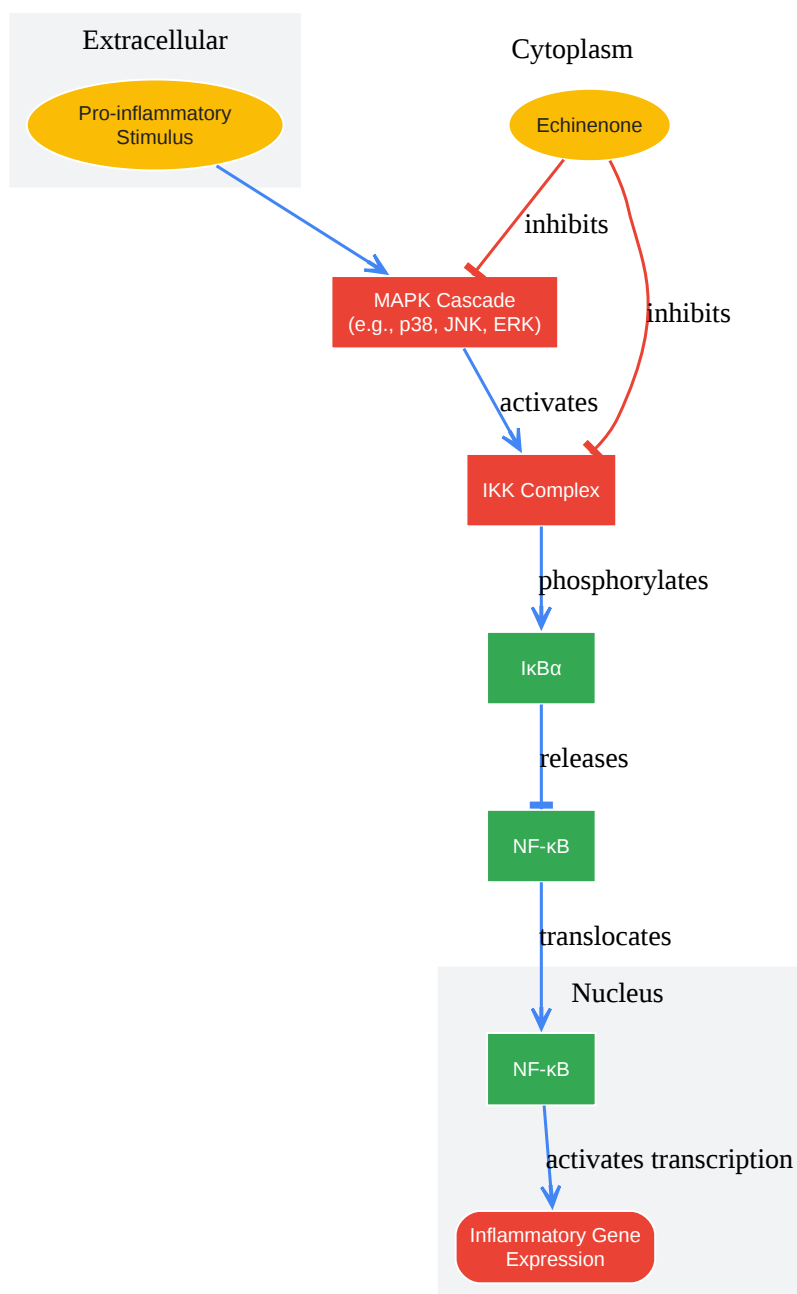 Extracellular
Cytoplasm
Pro-inflammatory
Stimulus
Echinenone
inhibits
inhibits
MAPK Cascade
(e.g., p38, JNK, ERK)
activates
IKK Complex
phosphorylates
IκBα
releases
NF-κB
translocates
Nucleus
NF-κB
activates transcription
Inflammatory Gene
Expression